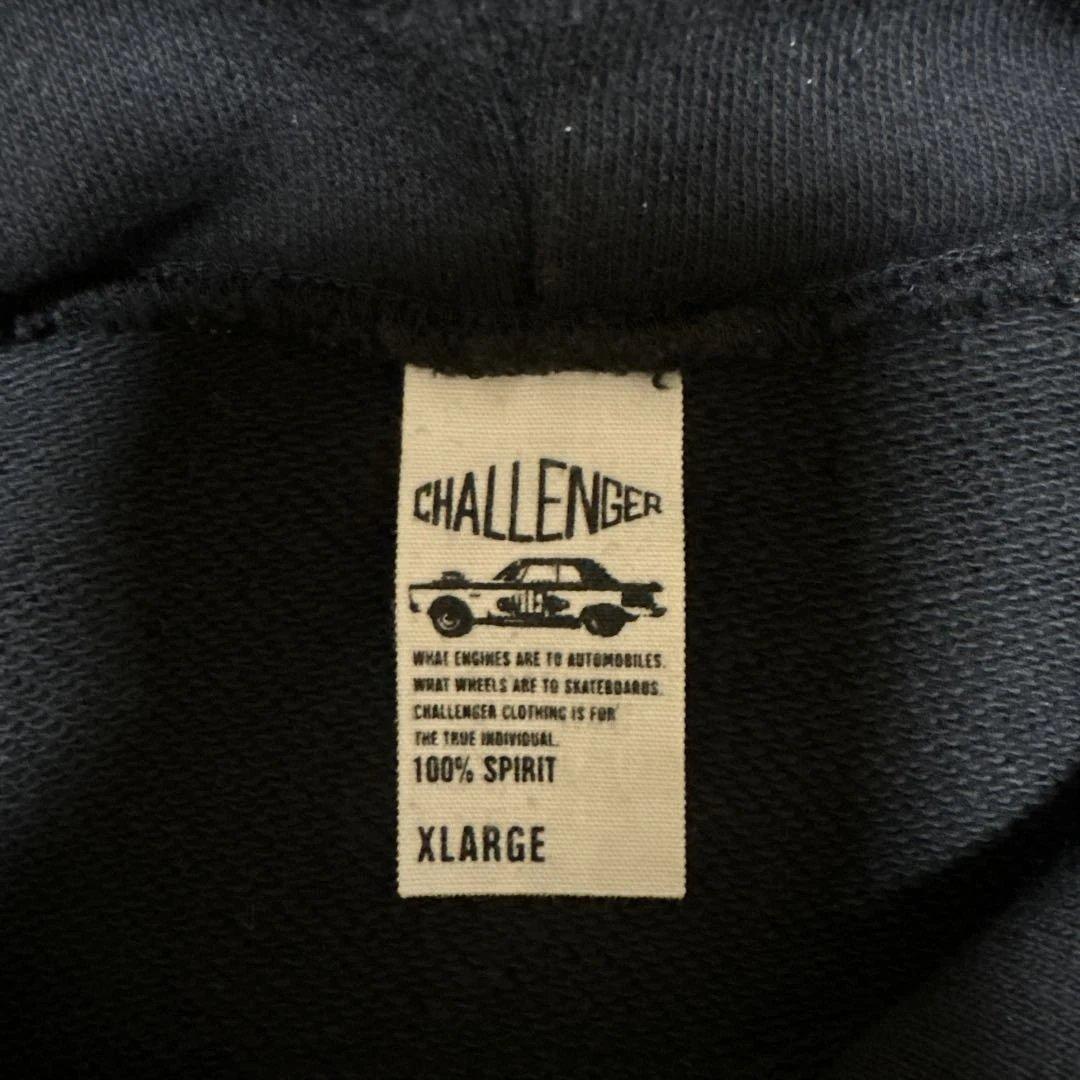 CHALLENGER
WHAT ENGINES ARE TO AUTOMOBILES.
WHAT WHEELS ARE TO SKATEBOARDS.
CHALLENGER CLOTHING IS FOR
THE TRUE INDIVIDUAL.
100% SPIRIT
XLARGE